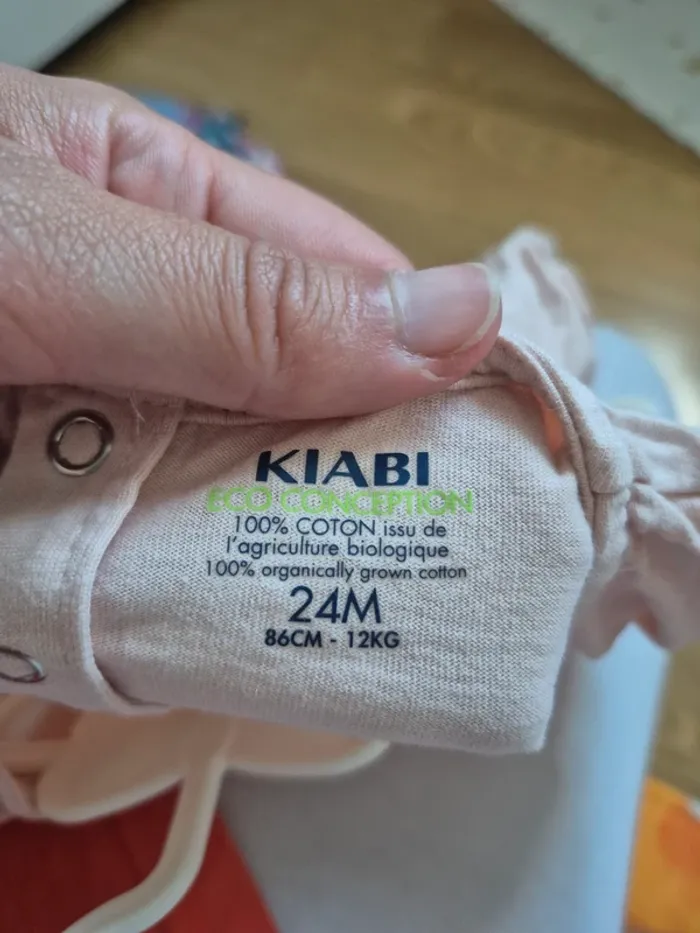 KIABI
ECO CONCEPTION
100% COTON issu de
l'agriculture biologique
100% organically grown cotton
24M
86CM - 12KG